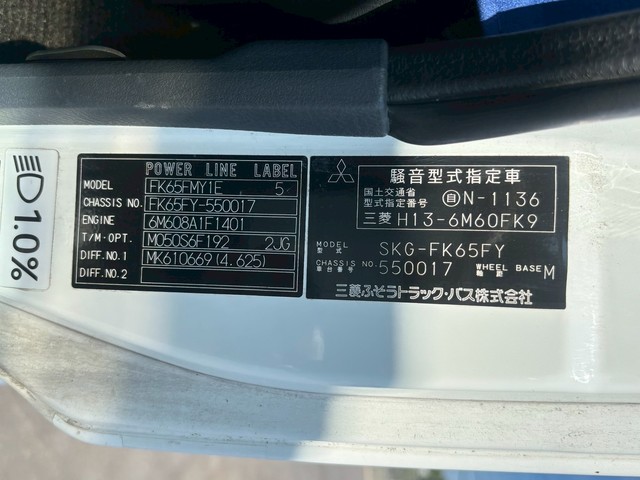 1.0%
POWER LINE LABEL
MODEL FK65FMY1E 5
CHASSIS NO. FK65FY-550017
ENGINE 6M608A1F1401
T/M·OPT. M050S6F192 2JG
DIFF.NO.1 MK610669(4.625)
DIFF.NO.2
騒音型式指定車
国土交通省
型式指定番号 自N-1136
三菱 H13-6M60FK9
MODEL
型式 SKG-FK65FY
CHASSIS NO.
車台番号 550017 WHEEL BASE
軸距 M
三菱ふそうトラック・バス株式会社